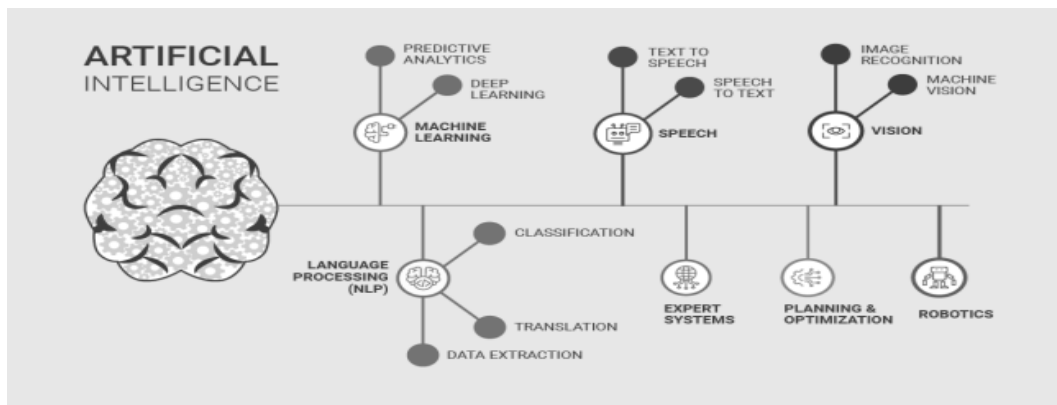 ARTIFICIAL
INTELLIGENCE
PREDICTIVE
ANALYTICS
DEEP
LEARNING
MACHINE
LEARNING
TEXT TO
SPEECH
SPEECH
TO TEXT
SPEECH
IMAGE
RECOGNITION
MACHINE
VISION
VISION
LANGUAGE
PROCESSING
(NLP)
CLASSIFICATION
TRANSLATION
DATA EXTRACTION
EXPERT
SYSTEMS
PLANNING &
OPTIMIZATION
ROBOTICS